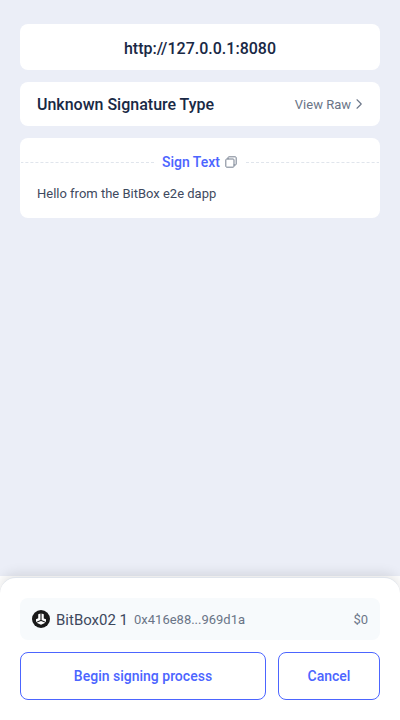 http://127.0.0.1:8080
Unknown Signature Type View Raw
Sign Text
Hello from the BitBox e2e dapp
BitBox02 1 0x416e88...969d1a $0
Begin signing process Cancel